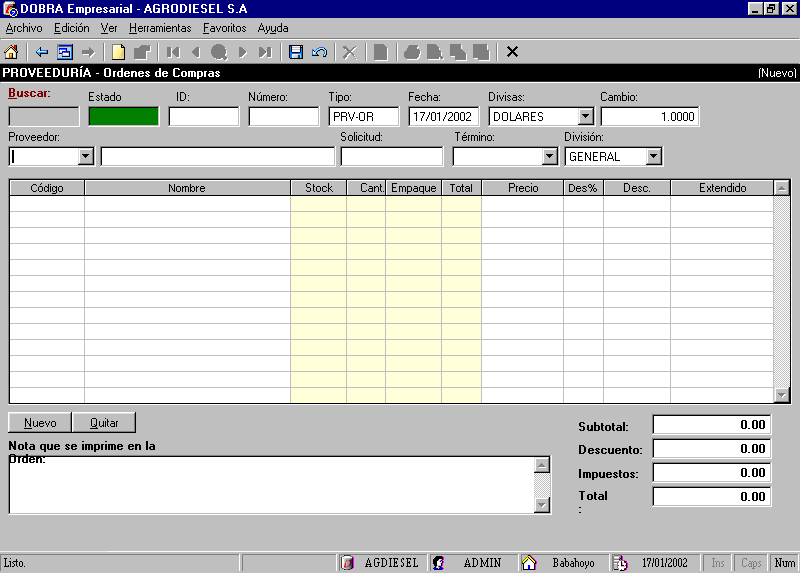 DOBRA Empresarial - AGRODIESEL S.A
Archivo Edición Ver Herramientas Favoritos Ayuda
PROVEEDURÍA - Ordenes de Compras (Nuevo)
Buscar: Estado ID: Número: Tipo: Fecha: Divisas: Cambio:
PRV-OR 17/01/2002 DOLARES 1.0000
Proveedor: Solicitud: Término: División:
GENERAL
Código Nombre Stock Cant. Empaque Total Precio Des% Desc. Extendido
Nuevo Quitar
Nota que se imprime en la
Orden:
Subtotal: 0.00
Descuento: 0.00
Impuestos: 0.00
Total 0.00
:
Listo. AGDIESEL ADMIN Babahoyo 17/01/2002 Ins Caps Num